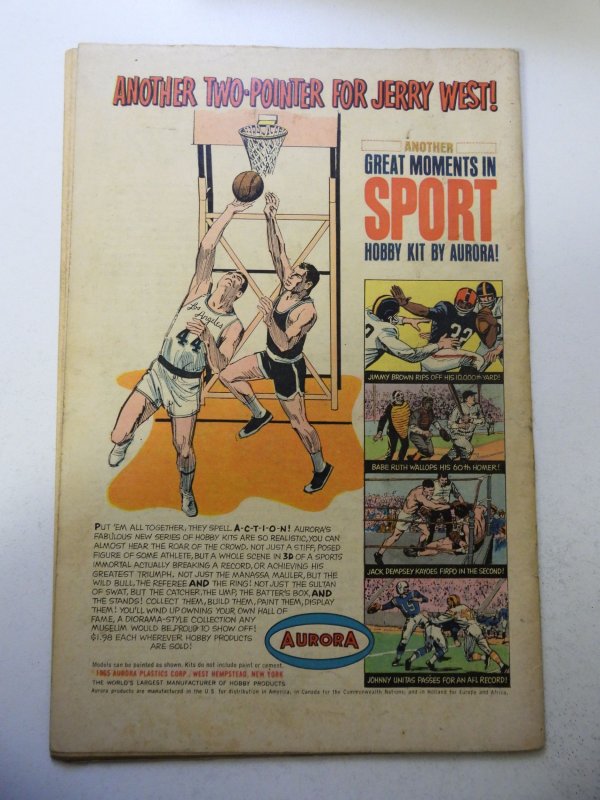 ANOTHER TWO-POINTER FOR JERRY WEST!
ANOTHER
GREAT MOMENTS IN
SPORT
HOBBY KIT BY AURORA!
Los Angeles
44
32
JIMMY BROWN RIPS OFF HIS 10,000th YARD!
BABE RUTH WALLOPS HIS 60th HOMER!
JACK DEMPSEY KAYOES FIRPO IN THE SECOND!
JOHNNY UNITAS PASSES FOR AN AFL RECORD!
PUT 'EM ALL TOGETHER, THEY SPELL A-C-T-I-O-N! AURORA'S
FABULOUS NEW SERIES OF HOBBY KITS ARE SO REALISTIC, YOU CAN
ALMOST HEAR THE ROAR OF THE CROWD. NOT JUST A STIFF, POSED
FIGURE OF SOME ATHLETE, BUT A WHOLE SCENE IN 3D OF A SPORTS
IMMORTAL ACTUALLY BREAKING A RECORD, OR ACHIEVING HIS
GREATEST TRIUMPH. NOT JUST THE MANASSA MAULER, BUT THE
WILD BULL, THE REFEREE AND THE RING! NOT JUST THE SULTAN
OF SWAT, BUT THE CATCHER, THE UMP, THE BATTER'S BOX, AND
THE STANDS! COLLECT THEM, BUILD THEM, PAINT THEM, DISPLAY
THEM! YOU'LL WIND UP OWNING YOUR OWN HALL OF
FAME, A DIORAMA-STYLE COLLECTION ANY
MUSEUM WOULD BE PROUD TO SHOW OFF!
$1.98 EACH WHEREVER HOBBY PRODUCTS
ARE SOLD!
AURORA
Models can be painted as shown. Kits do not include paint or cement.
1965 AURORA PLASTICS CORP., WEST HEMPSTEAD, NEW YORK
THE WORLD'S LARGEST MANUFACTURER OF HOBBY PRODUCTS
Aurora products are manufactured in the U.S. for distribution in America, in Canada for the Commonwealth Nations, and in Holland for Europe and Africa.